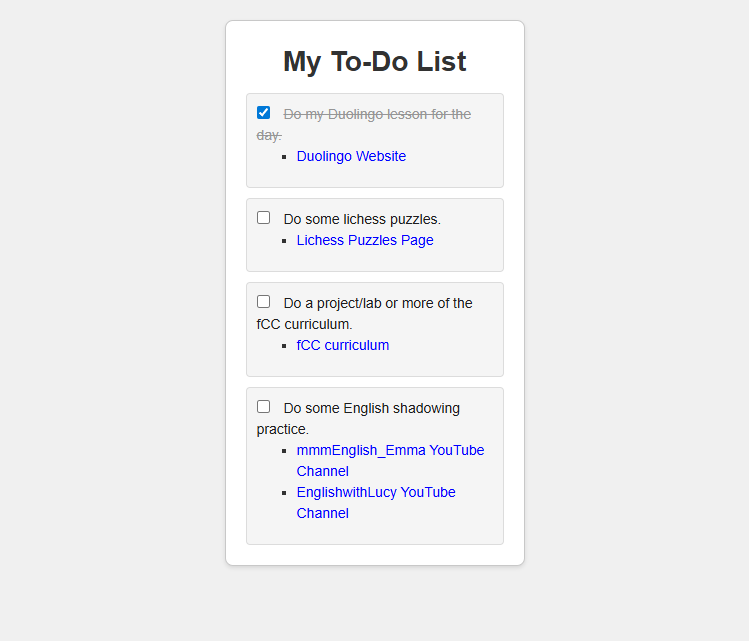 My To-Do List
Do my Duolingo lesson for the
day.
Duolingo Website
Do some lichess puzzles.
Lichess Puzzles Page
Do a project/lab or more of the
fCC curriculum.
fCC curriculum
Do some English shadowing
practice.
mmmEnglish_Emma YouTube
Channel
EnglishwithLucy YouTube
Channel